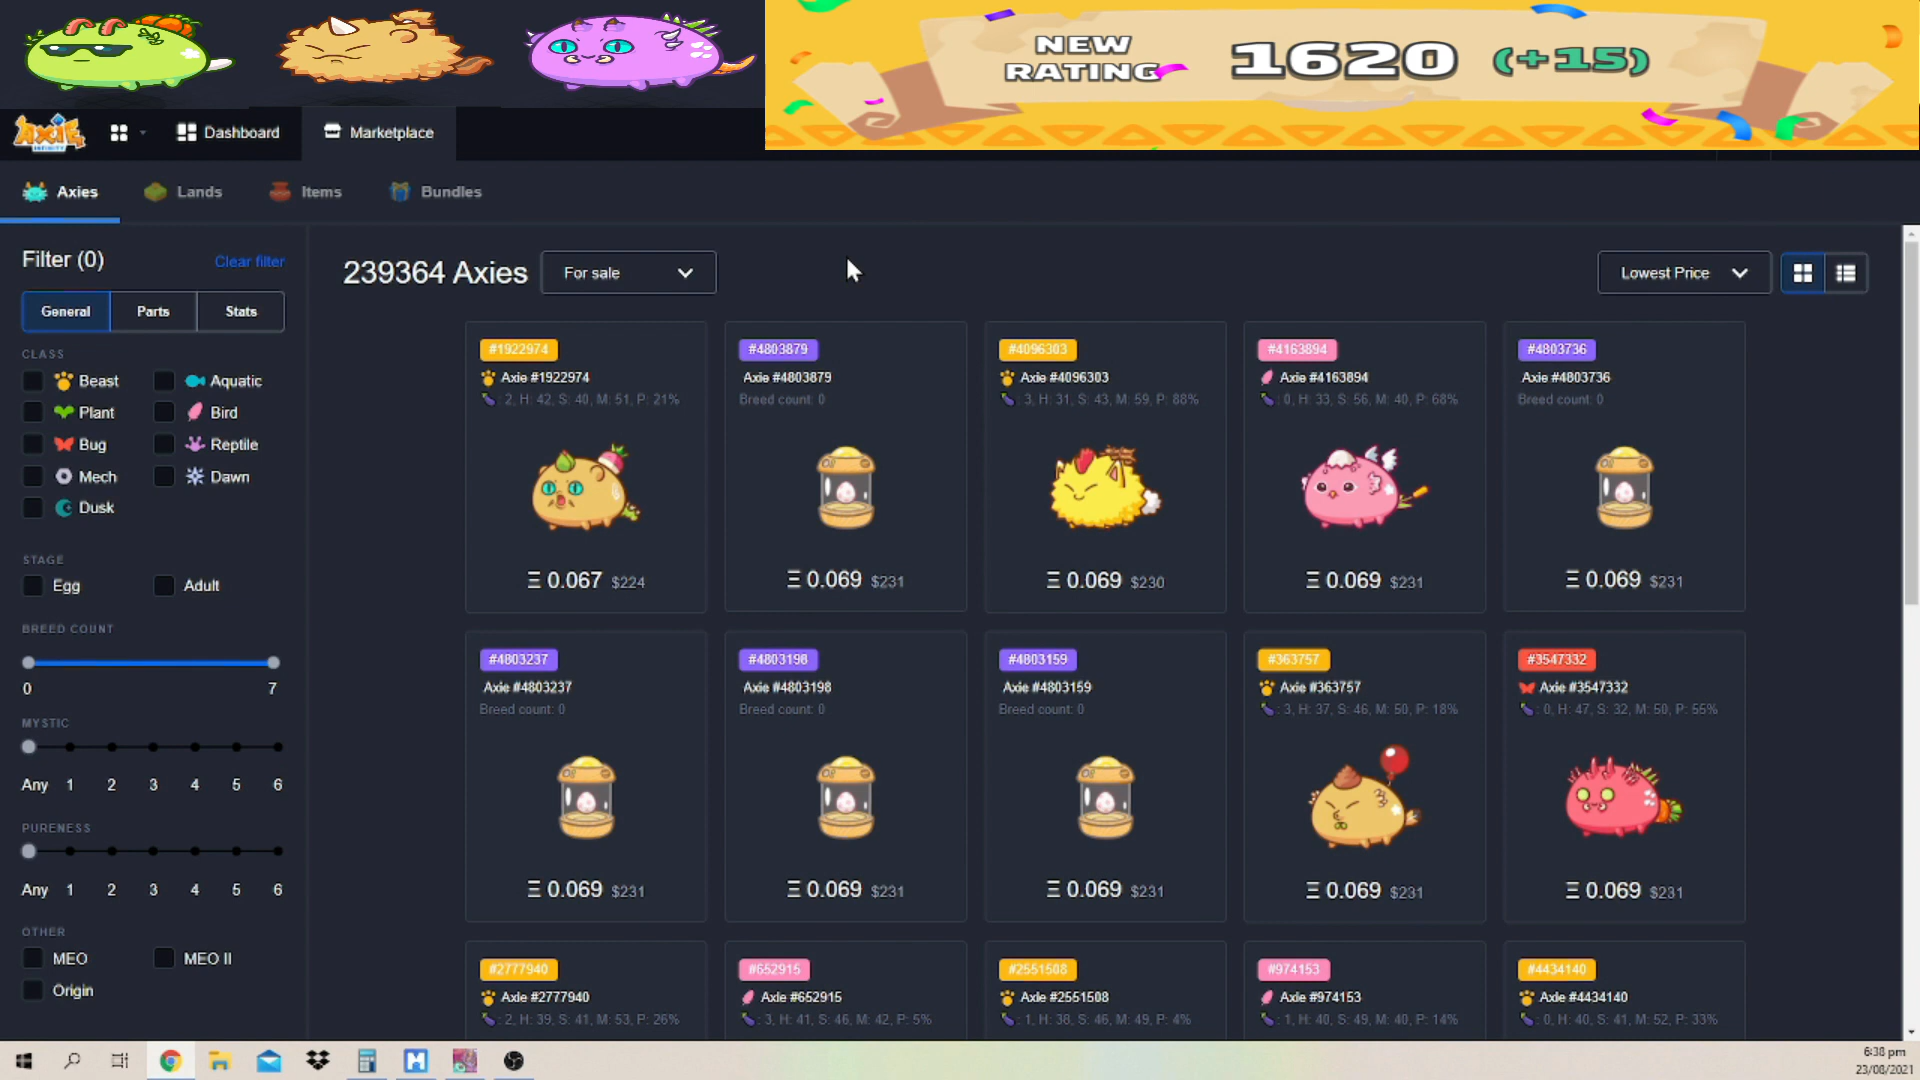 NEW
RATING
1620 (+15)
AXIE
INFINITY
Dashboard
Marketplace
Axies
Lands
Items
Bundles
Filter (0)
Clear filter
General
Parts
Stats
CLASS
Beast
Aquatic
Plant
Bird
Bug
Reptile
Mech
Dawn
Dusk
STAGE
Egg
Adult
BREED COUNT
0
7
MYSTIC
Any 1 2 3 4 5 6
PURENESS
Any 1 2 3 4 5 6
OTHER
MEO
MEO II
Origin
239364 Axies
For sale
Lowest Price
#1922974
Axie #1922974
: 2, H: 42, S: 40, M: 51, P: 21%
Ξ 0.067 $224
#4803879
Axie #4803879
Breed count: 0
Ξ 0.069 $231
#4096303
Axie #4096303
: 3, H: 31, S: 43, M: 59, P: 88%
Ξ 0.069 $230
#4163894
Axie #4163894
: 0, H: 33, S: 56, M: 40, P: 68%
Ξ 0.069 $231
#4803736
Axie #4803736
Breed count: 0
Ξ 0.069 $231
#4803237
Axie #4803237
Breed count: 0
Ξ 0.069 $231
#4803198
Axie #4803198
Breed count: 0
Ξ 0.069 $231
#4803159
Axie #4803159
Breed count: 0
Ξ 0.069 $231
#363757
Axie #363757
: 3, H: 37, S: 46, M: 50, P: 18%
Ξ 0.069 $231
#3547332
Axie #3547332
: 0, H: 47, S: 32, M: 50, P: 55%
Ξ 0.069 $231
#2777940
Axie #2777940
: 2, H: 39, S: 41, M: 53, P: 26%
#652915
Axie #652915
: 3, H: 41, S: 46, M: 42, P: 5%
#2551508
Axie #2551508
: 1, H: 38, S: 46, M: 49, P: 4%
#974153
Axie #974153
: 1, H: 40, S: 49, M: 40, P: 14%
#4434140
Axie #4434140
: 0, H: 40, S: 41, M: 52, P: 33%
6:38 pm
23/08/2021